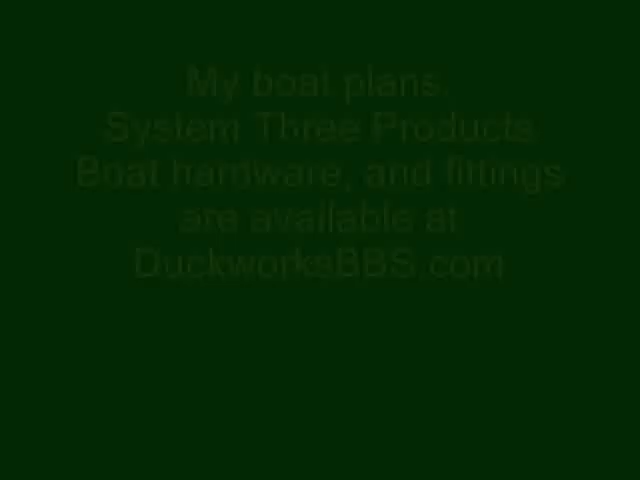 My boat plans,
System Three Products
Boat hardware, and fittings
are available at
DuckworksBBS.com